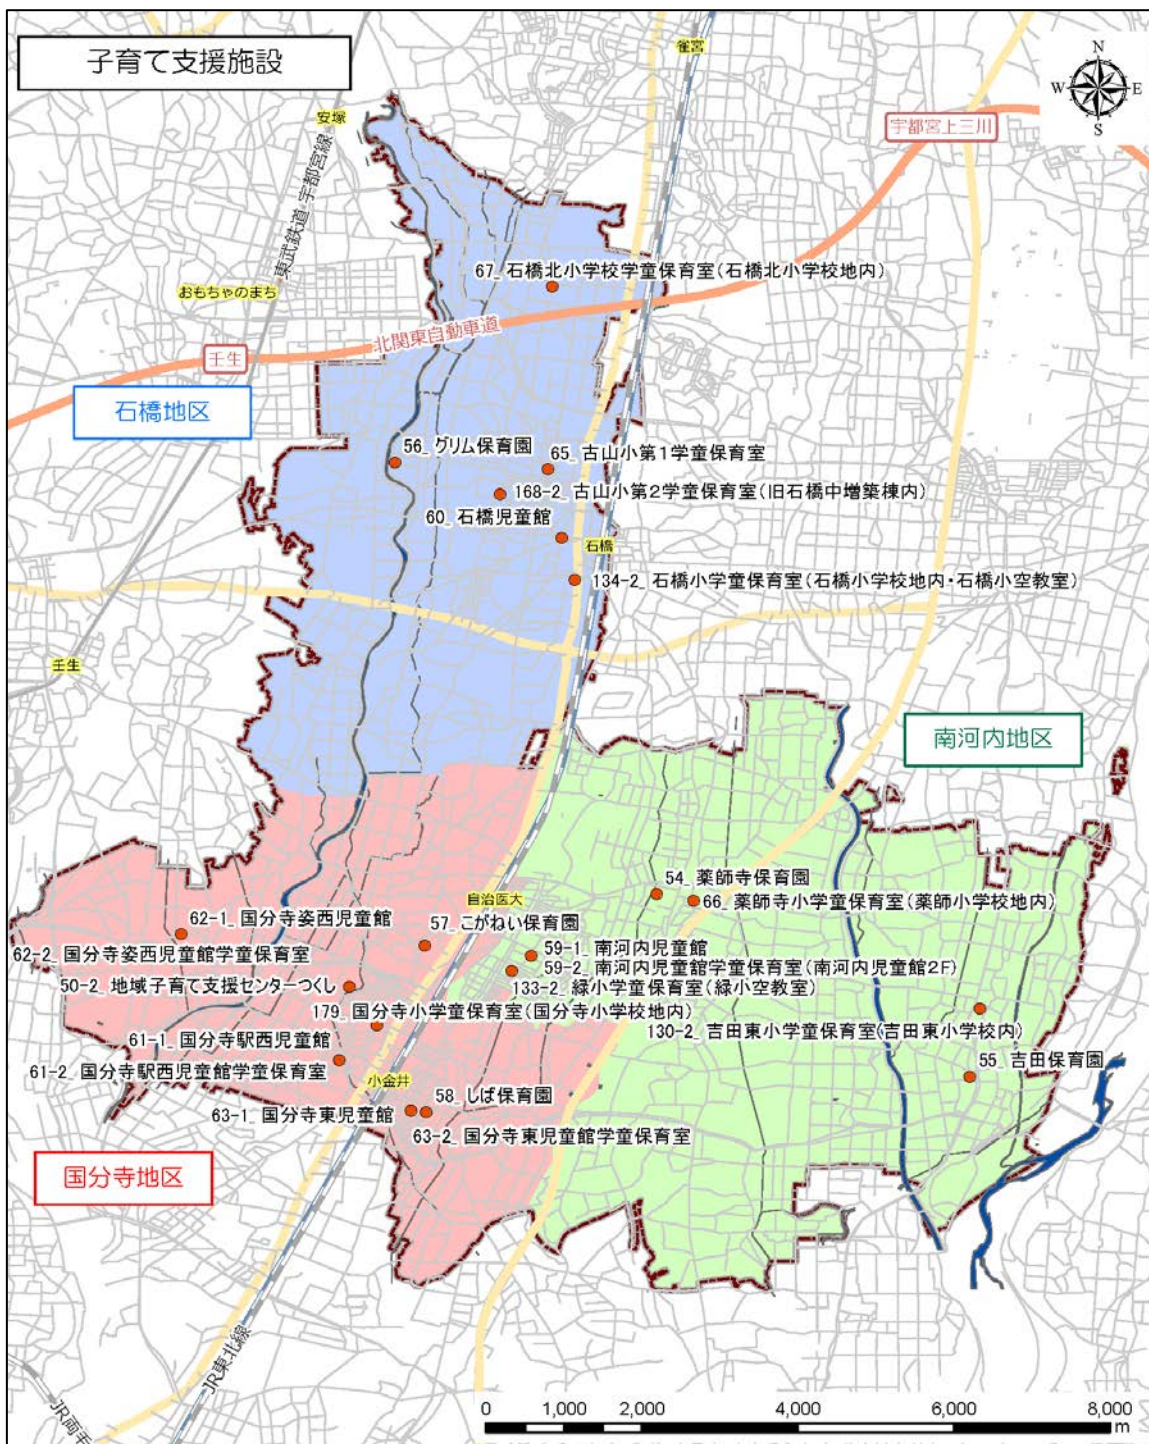 子育て支援施設
雀宮
N
W
E
S
安塚
宇都宮上三川
東武鉄道 宇都宮線
67_石橋北小学校学童保育室(石橋北小学校地内)
おもちゃのまち
北関東自動車道
壬生
石橋地区
56_グリム保育園
65_古山小第1学童保育室
168-2_古山小第2学童保育室(旧石橋中増築棟内)
60_石橋児童館
石橋
134-2_石橋小学童保育室(石橋小学校地内・石橋小空教室)
壬生
南河内地区
54_薬師寺保育園
自治医大
66_薬師寺小学童保育室(薬師小学校地内)
62-1_国分寺姿西児童館
57_こがねい保育園
62-2_国分寺姿西児童館学童保育室
59-1_南河内児童館
59-2_南河内児童舘学童保育室(南河内児童館2F)
50-2_地域子育て支援センターつくし
133-2_緑小学童保育室(緑小空教室)
179_国分寺小学童保育室(国分寺小学校地内)
130-2_吉田東小学童保育室(吉田東小学校内)
61-1_国分寺駅西児童館
55_吉田保育園
61-2_国分寺駅西児童館学童保育室
小金井
58_しば保育園
63-1_国分寺東児童館
63-2_国分寺東児童館学童保育室
国分寺地区
JR東北線
JR両毛
0 1,000 2,000 4,000 6,000 8,000
m